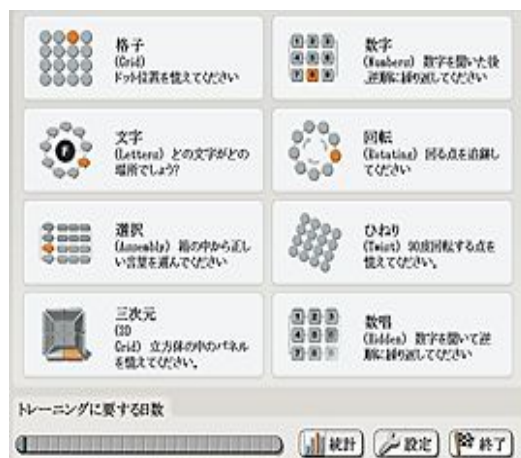 格子
(Grid)
ドット位置を憶えてください
数字
(Numbers) 数字を聞いた後
逆順に繰り返してください
文字
(Letters) どの文字がどの
場所でしょう?
回転
(Rotating) 回る点を追跡し
てください
選択
(Assembly) 箱の中から正し
い言葉を選んでください
ひねり
(Twist) 90度回転する点を
憶えてください。
三次元
(3D
Grid) 立方体の中のパネル
を憶えてください。
数唱
(Hidden) 数字を聞いて逆
順に繰り返してください
トレーニングに要する日数
統計
設定
終了